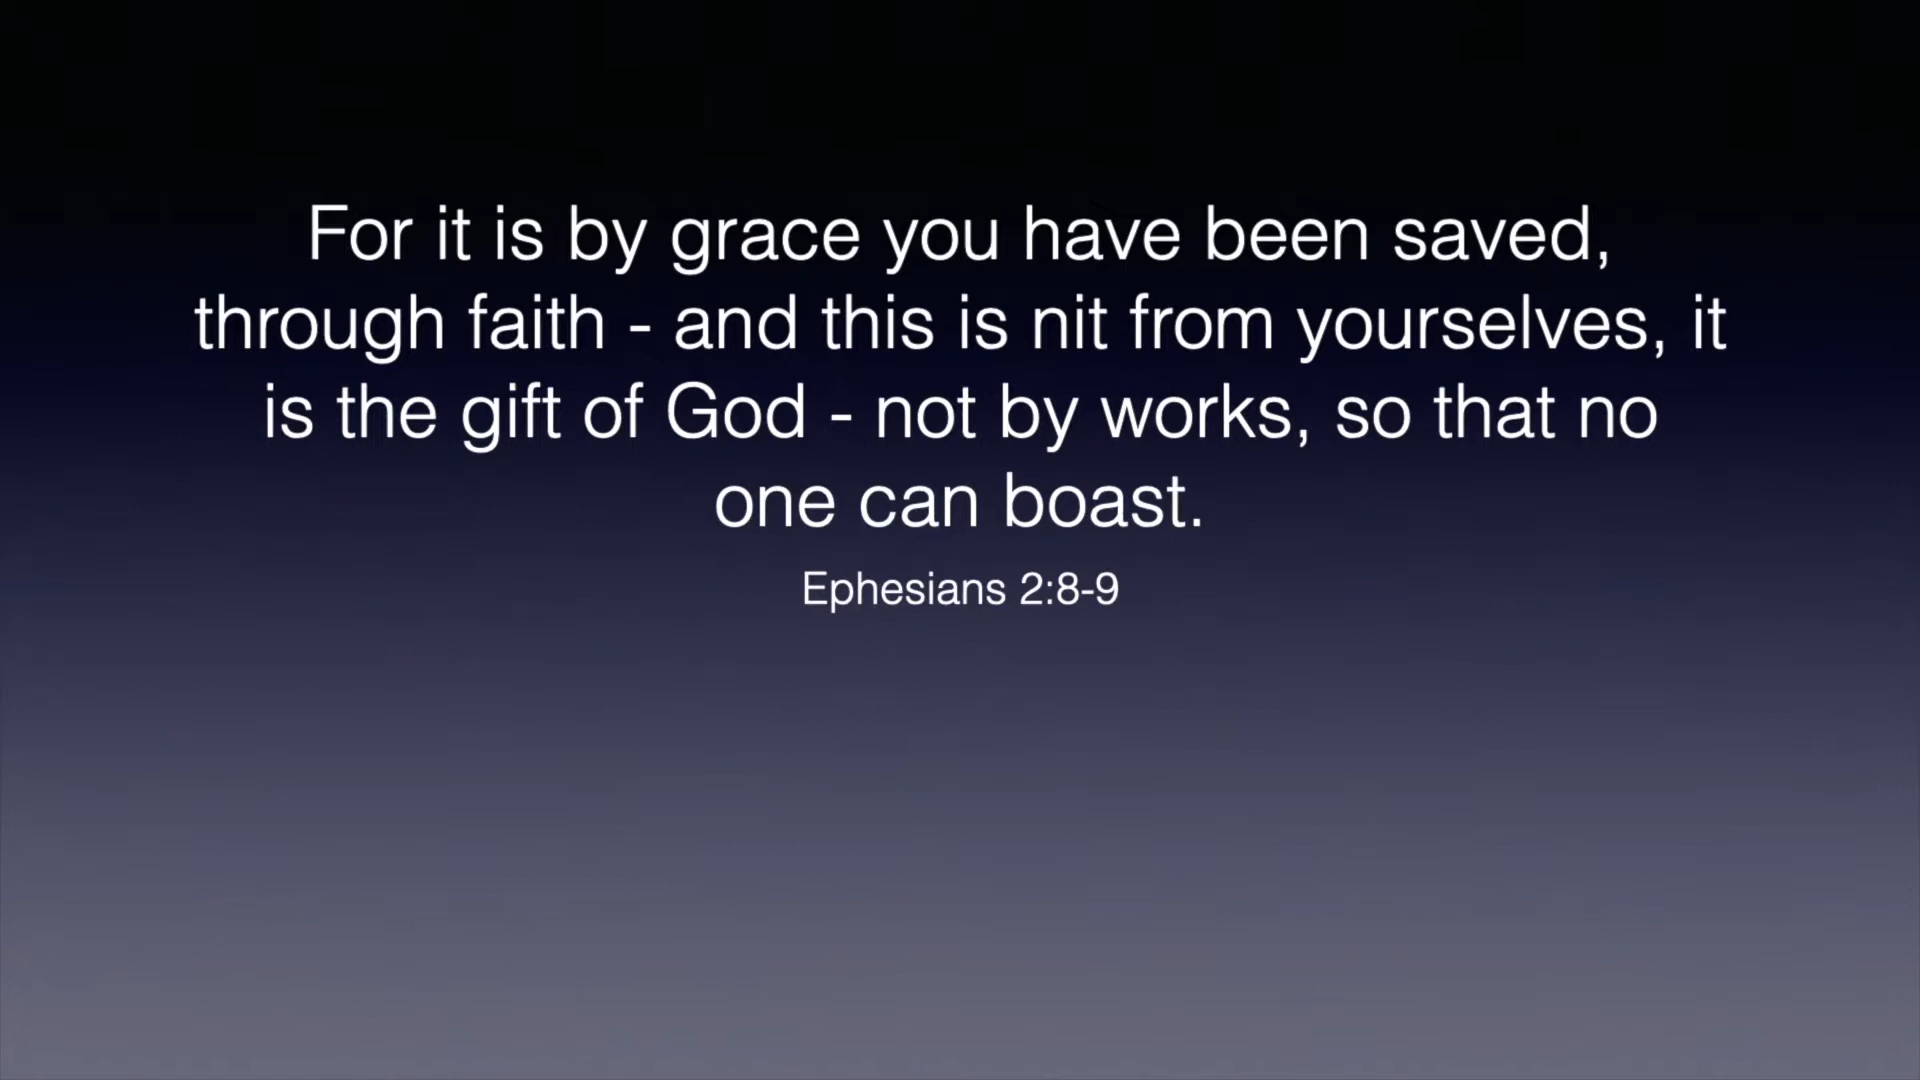 For it is by grace you have been saved,
through faith - and this is nit from yourselves, it
is the gift of God - not by works, so that no
one can boast.
Ephesians 2:8-9